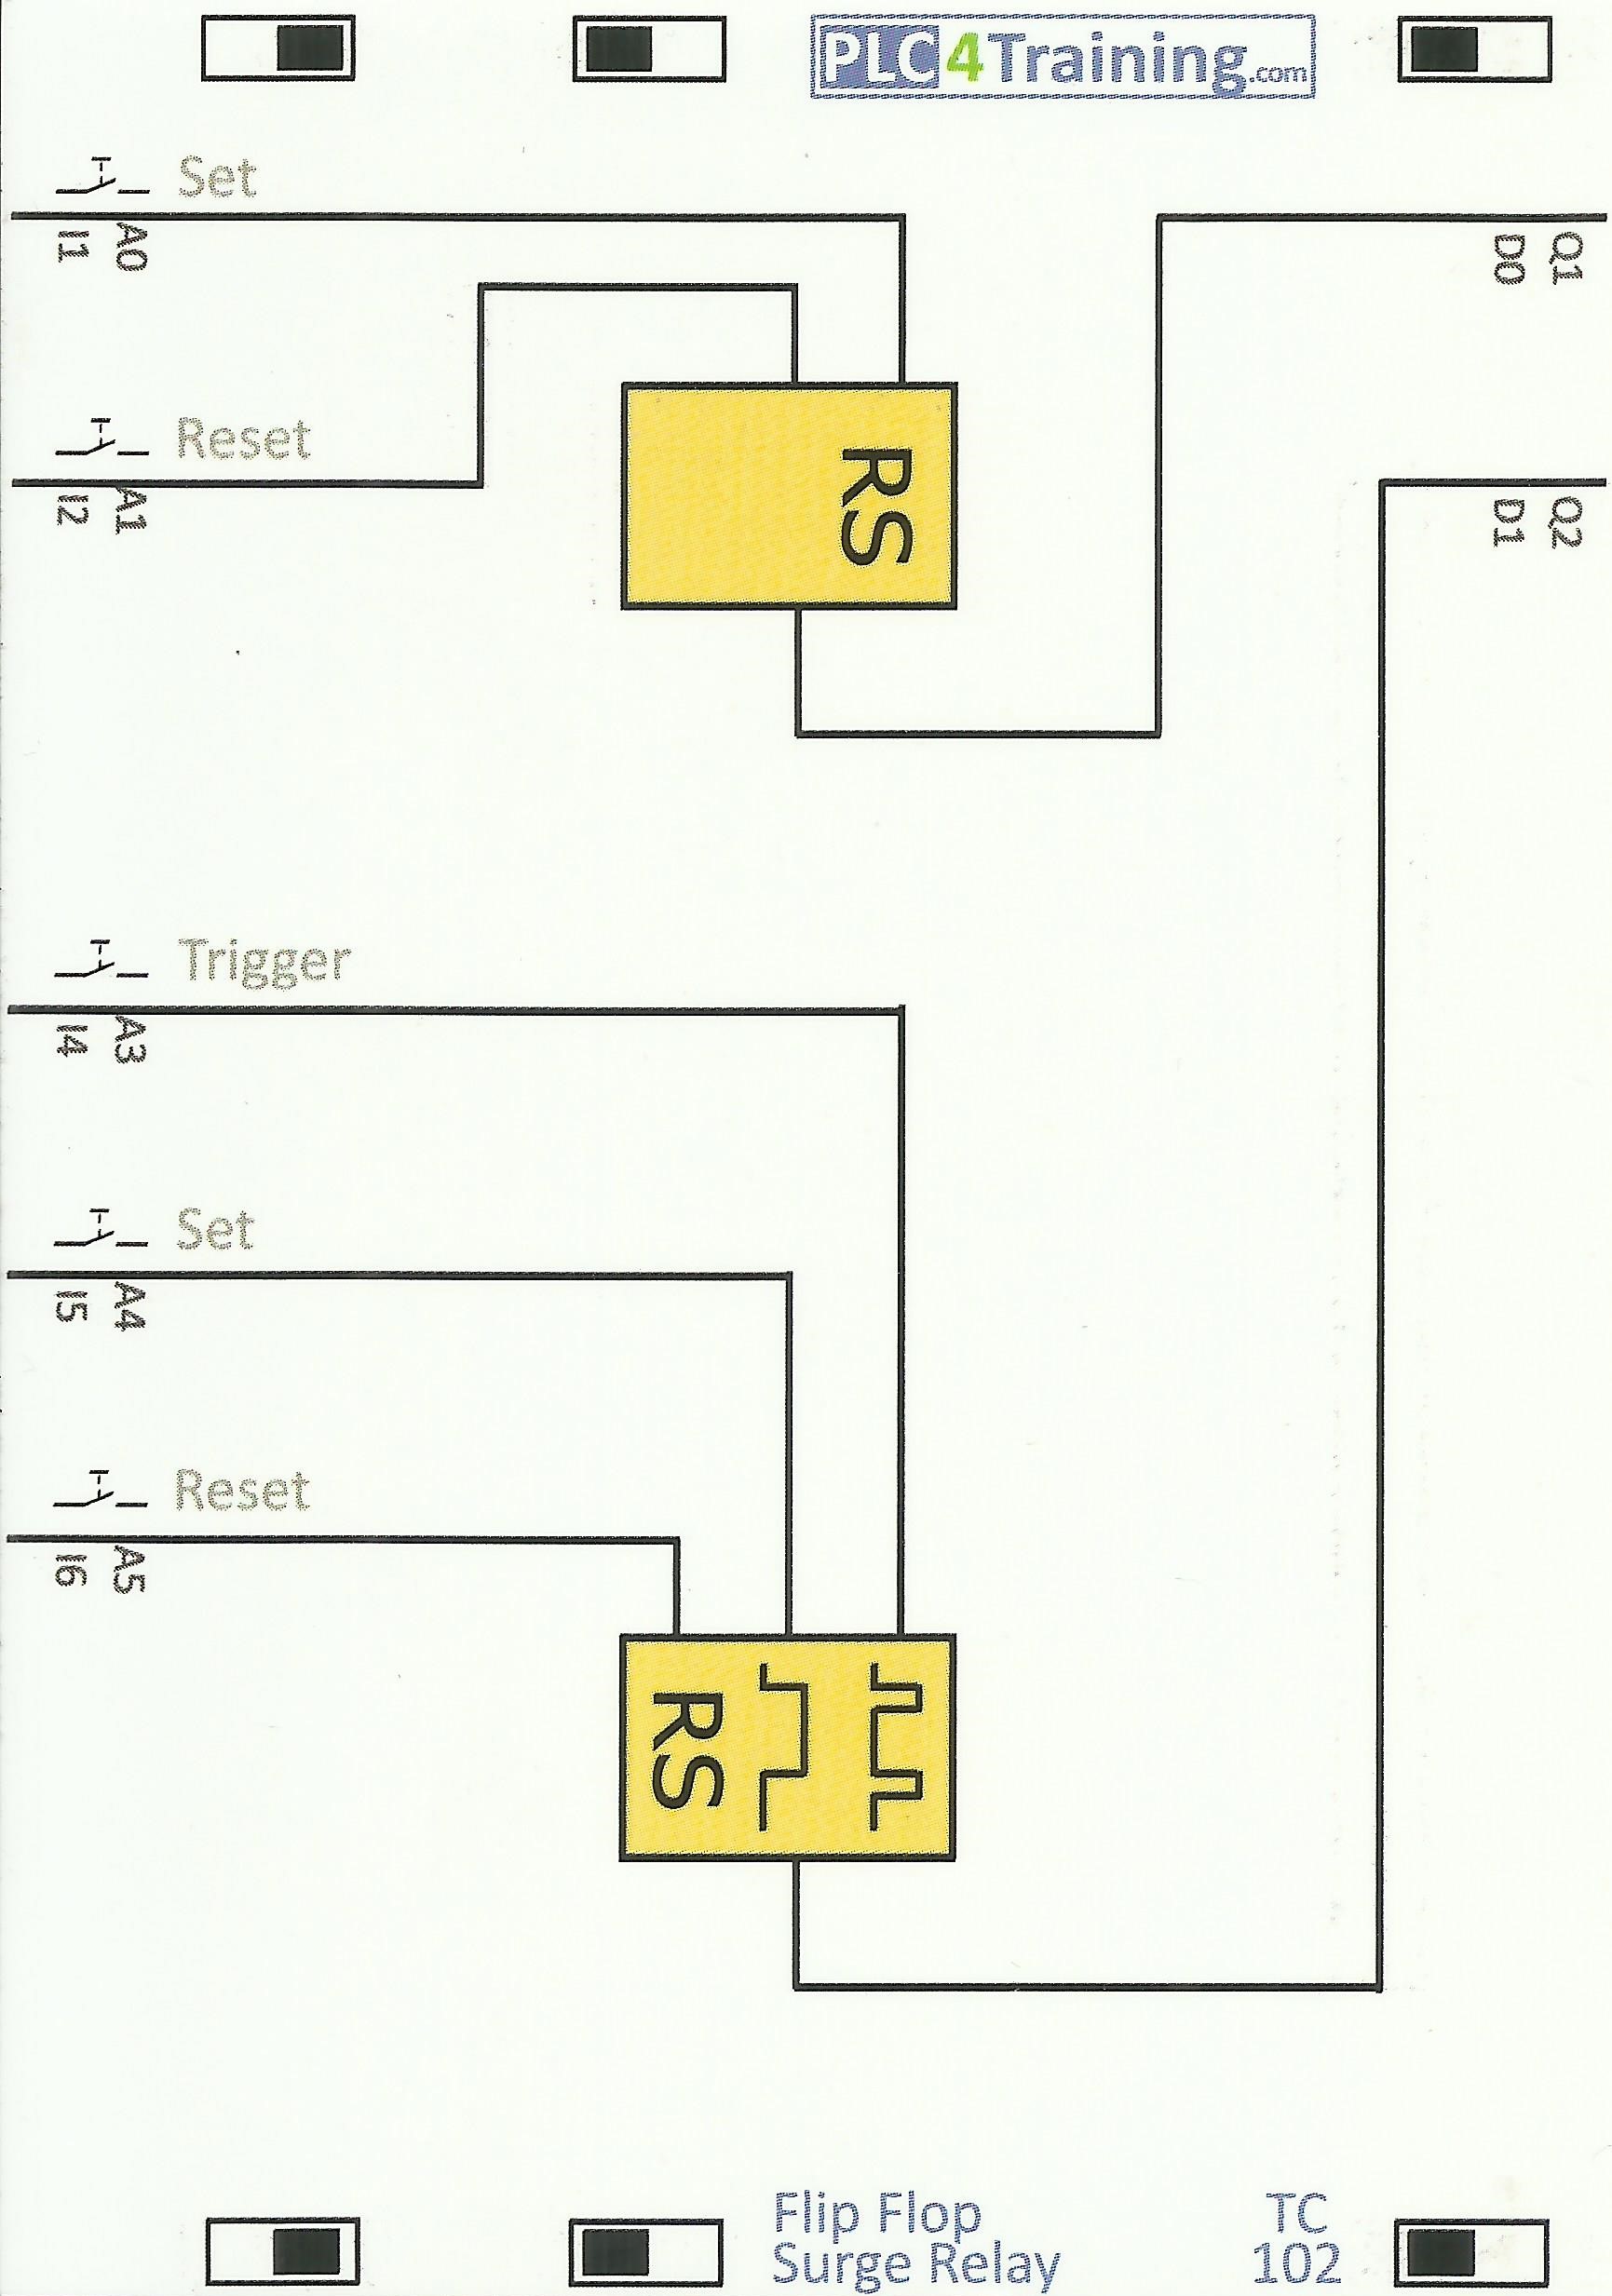 Q1
D0
Q2
D1
PLC4Training.com
TC
102
Flip Flop
Surge Relay
RS
RS
Set
Reset
Trigger
Set
Reset
A0
I1
A1
I2
A3
I4
A4
I5
A5
I6